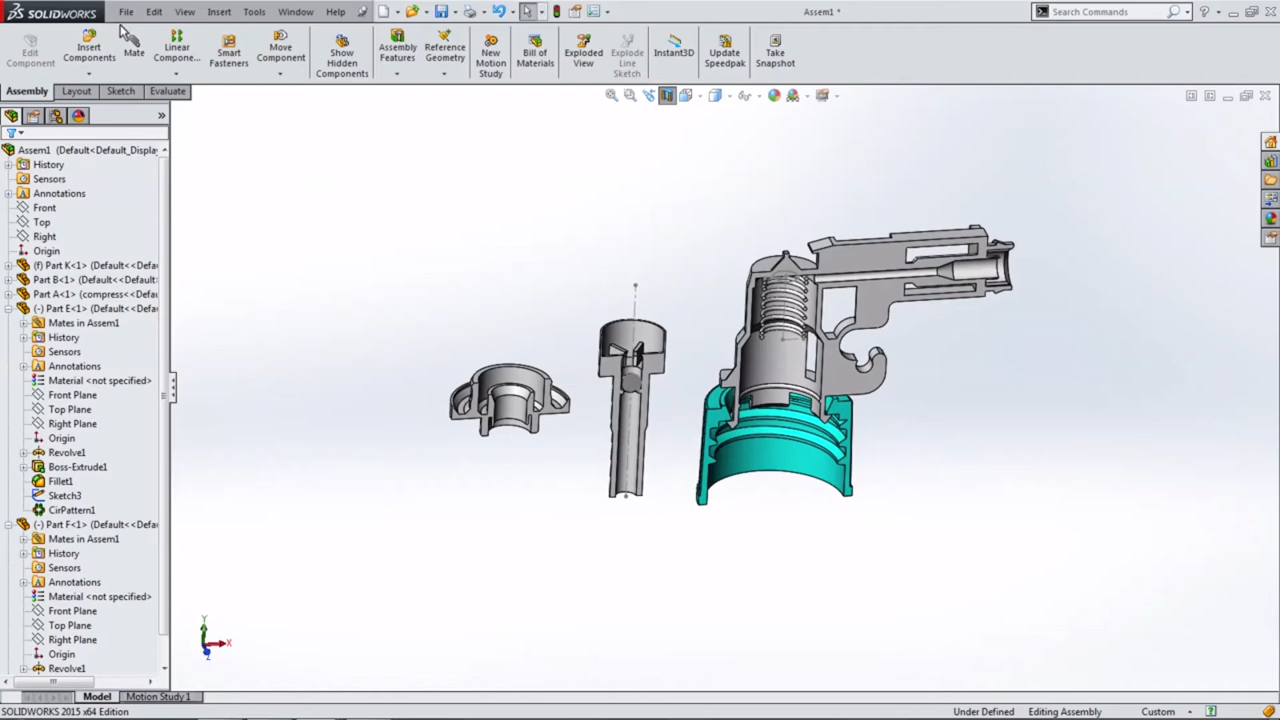 SOLIDWORKS File Edit View Insert Tools Window Help Assem1 * Search Commands
Edit Component
Insert Components
Mate
Linear Compone...
Smart Fasteners
Move Component
Show Hidden Components
Assembly Features
Reference Geometry
New Motion Study
Bill of Materials
Exploded View
Explode Line Sketch
Instant3D
Update Speedpak
Take Snapshot
Assembly Layout Sketch Evaluate
Assem1 (Default<Default_Displa
History
Sensors
Annotations
Front
Top
Right
Origin
(f) Part K<1> (Default<<Defau
Part B<1> (Default<<Default>
Part A<1> (compress<<Defau
(-) Part E<1> (Default<<Defau
Mates in Assem1
History
Sensors
Annotations
Material <not specified>
Front Plane
Top Plane
Right Plane
Origin
Revolve1
Boss-Extrude1
Fillet1
Sketch3
CirPattern1
(-) Part F<1> (Default<<Defau
Mates in Assem1
History
Sensors
Annotations
Material <not specified>
Front Plane
Top Plane
Right Plane
Origin
Revolve1
Y
X
Z
Model Motion Study 1
SOLIDWORKS 2015 x64 Edition Under Defined Editing Assembly Custom